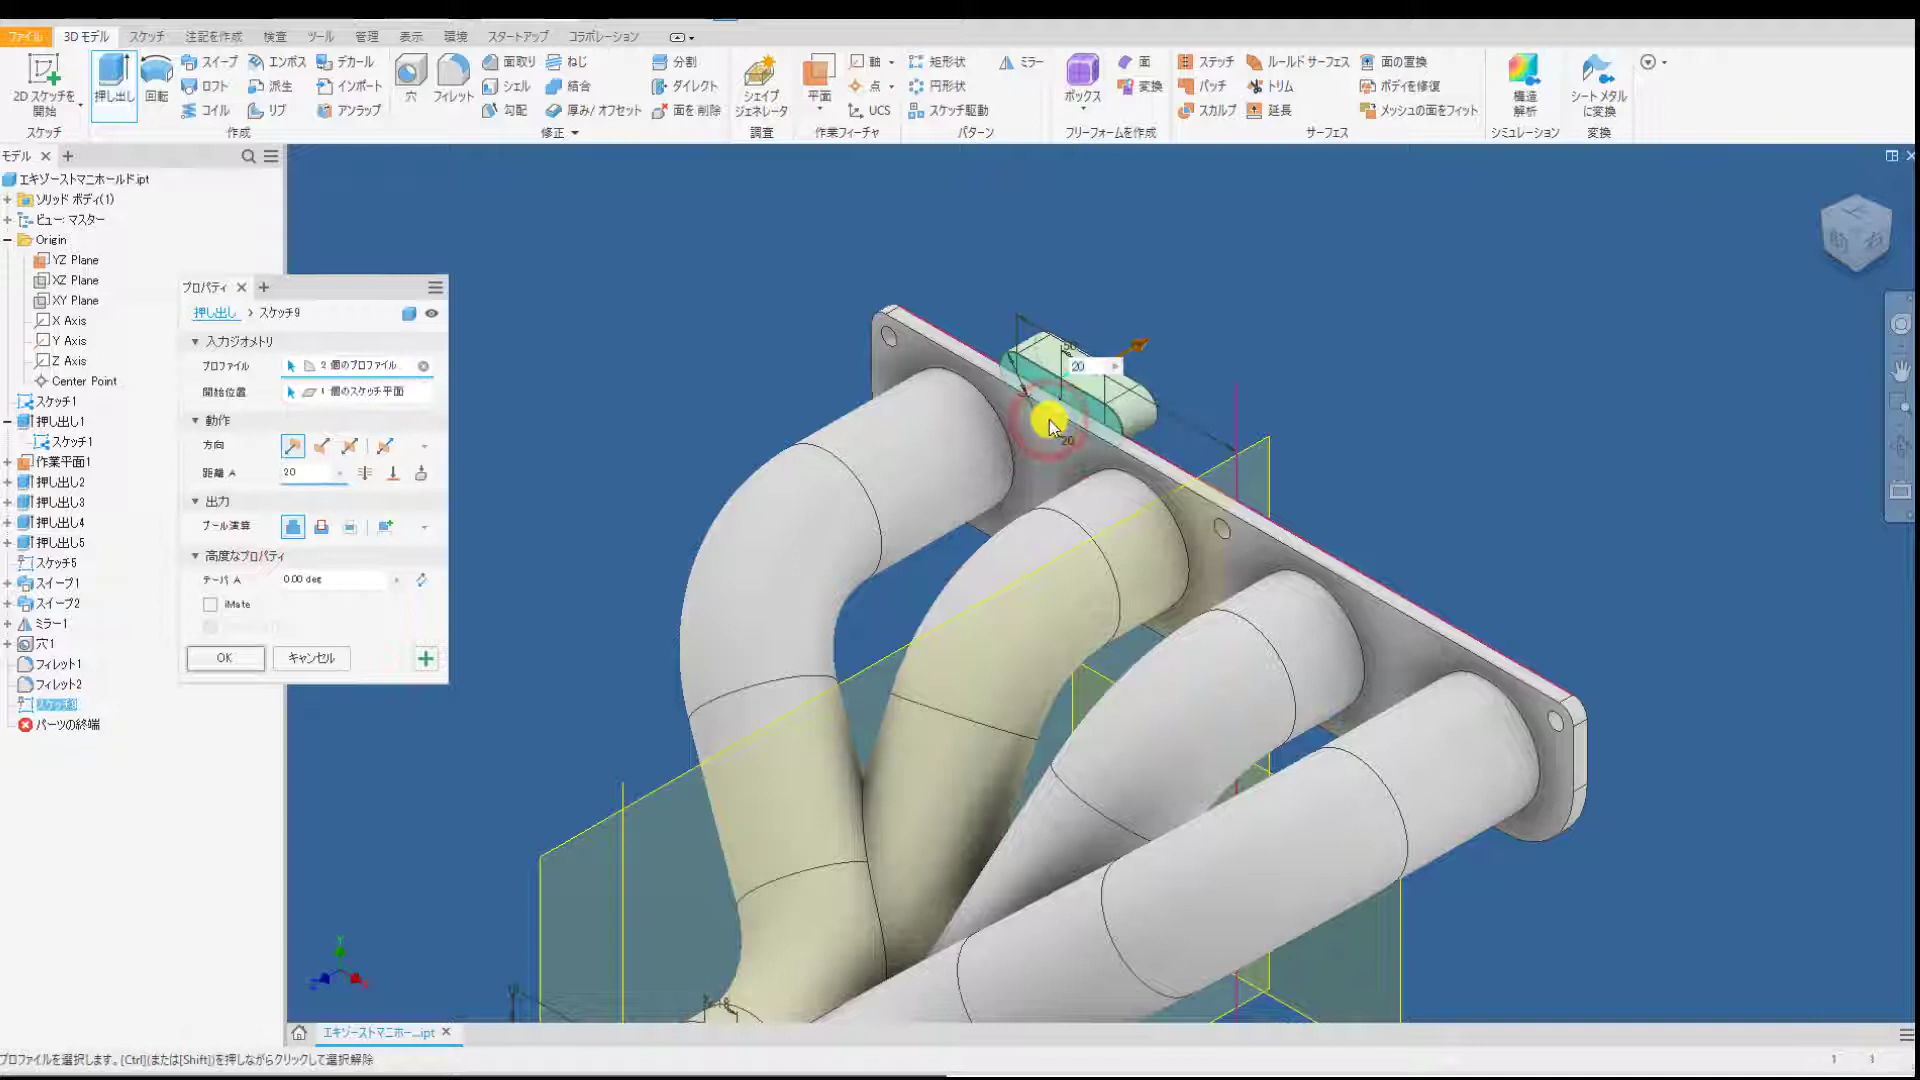 ファイル 3D モデル スケッチ 注記を作成 検査 ツール 管理 表示 環境 スタートアップ コラボレーション
2D スケッチを開始
押し出し
回転
スイープ エンボス デカール
ロフト 派生 インポート
コイル リブ アンラップ
穴
フィレット
面取り ねじ 分割
シェル 結合 ダイレクト
勾配 厚み/オフセット 面を削除
シェイプ
ジェネレータ
平面
軸
点
UCS
矩形状 ミラー
円形状
スケッチ駆動
ボックス
面
変換
ステッチ ルールド サーフェス 面の置換
パッチ トリム ボディを修復
スカルプ 延長 メッシュの面をフィット
構造
解析
シート メタル
に変換
スケッチ 作成 修正 調査 作業フィーチャ パターン フリーフォームを作成 サーフェス シミュレーション 変換
モデル
エキゾーストマニホールド.ipt
ソリッド ボディ(1)
ビュー: マスター
Origin
YZ Plane
XZ Plane
XY Plane
X Axis
Y Axis
Z Axis
Center Point
スケッチ1
押し出し1
スケッチ1
作業平面1
押し出し2
押し出し3
押し出し4
押し出し5
スケッチ5
スイープ1
スイープ2
ミラー1
穴1
フィレット1
フィレット2
スケッチ9
パーツの終端
プロパティ
押し出し > スケッチ9
入力ジオメトリ
プロファイル 2 個のプロファイル
開始位置 1 個のスケッチ平面
動作
方向
距離 A 20
出力
ブール演算
高度なプロパティ
テーパ A 0.00 deg
iMate
OK キャンセル
50
20
20
前 右
エキゾーストマニホー....ipt
プロファイルを選択します。[Ctrl](または[Shift])を押しながらクリックして選択解除
1 1